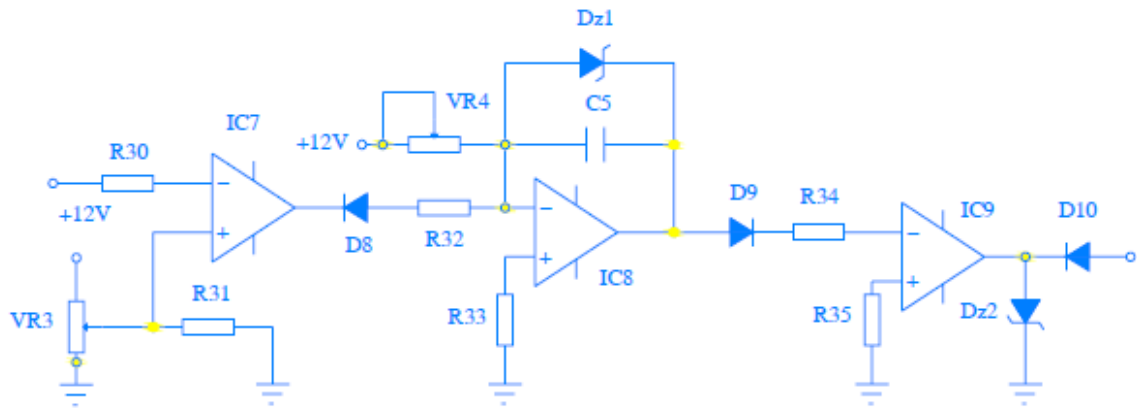 Dz1
VR4
C5
IC7
+12V
R30
−
+12V
+
D8
R32
−
+
IC8
D9
R34
IC9
−
+
D10
R31
VR3
R33
R35
Dz2